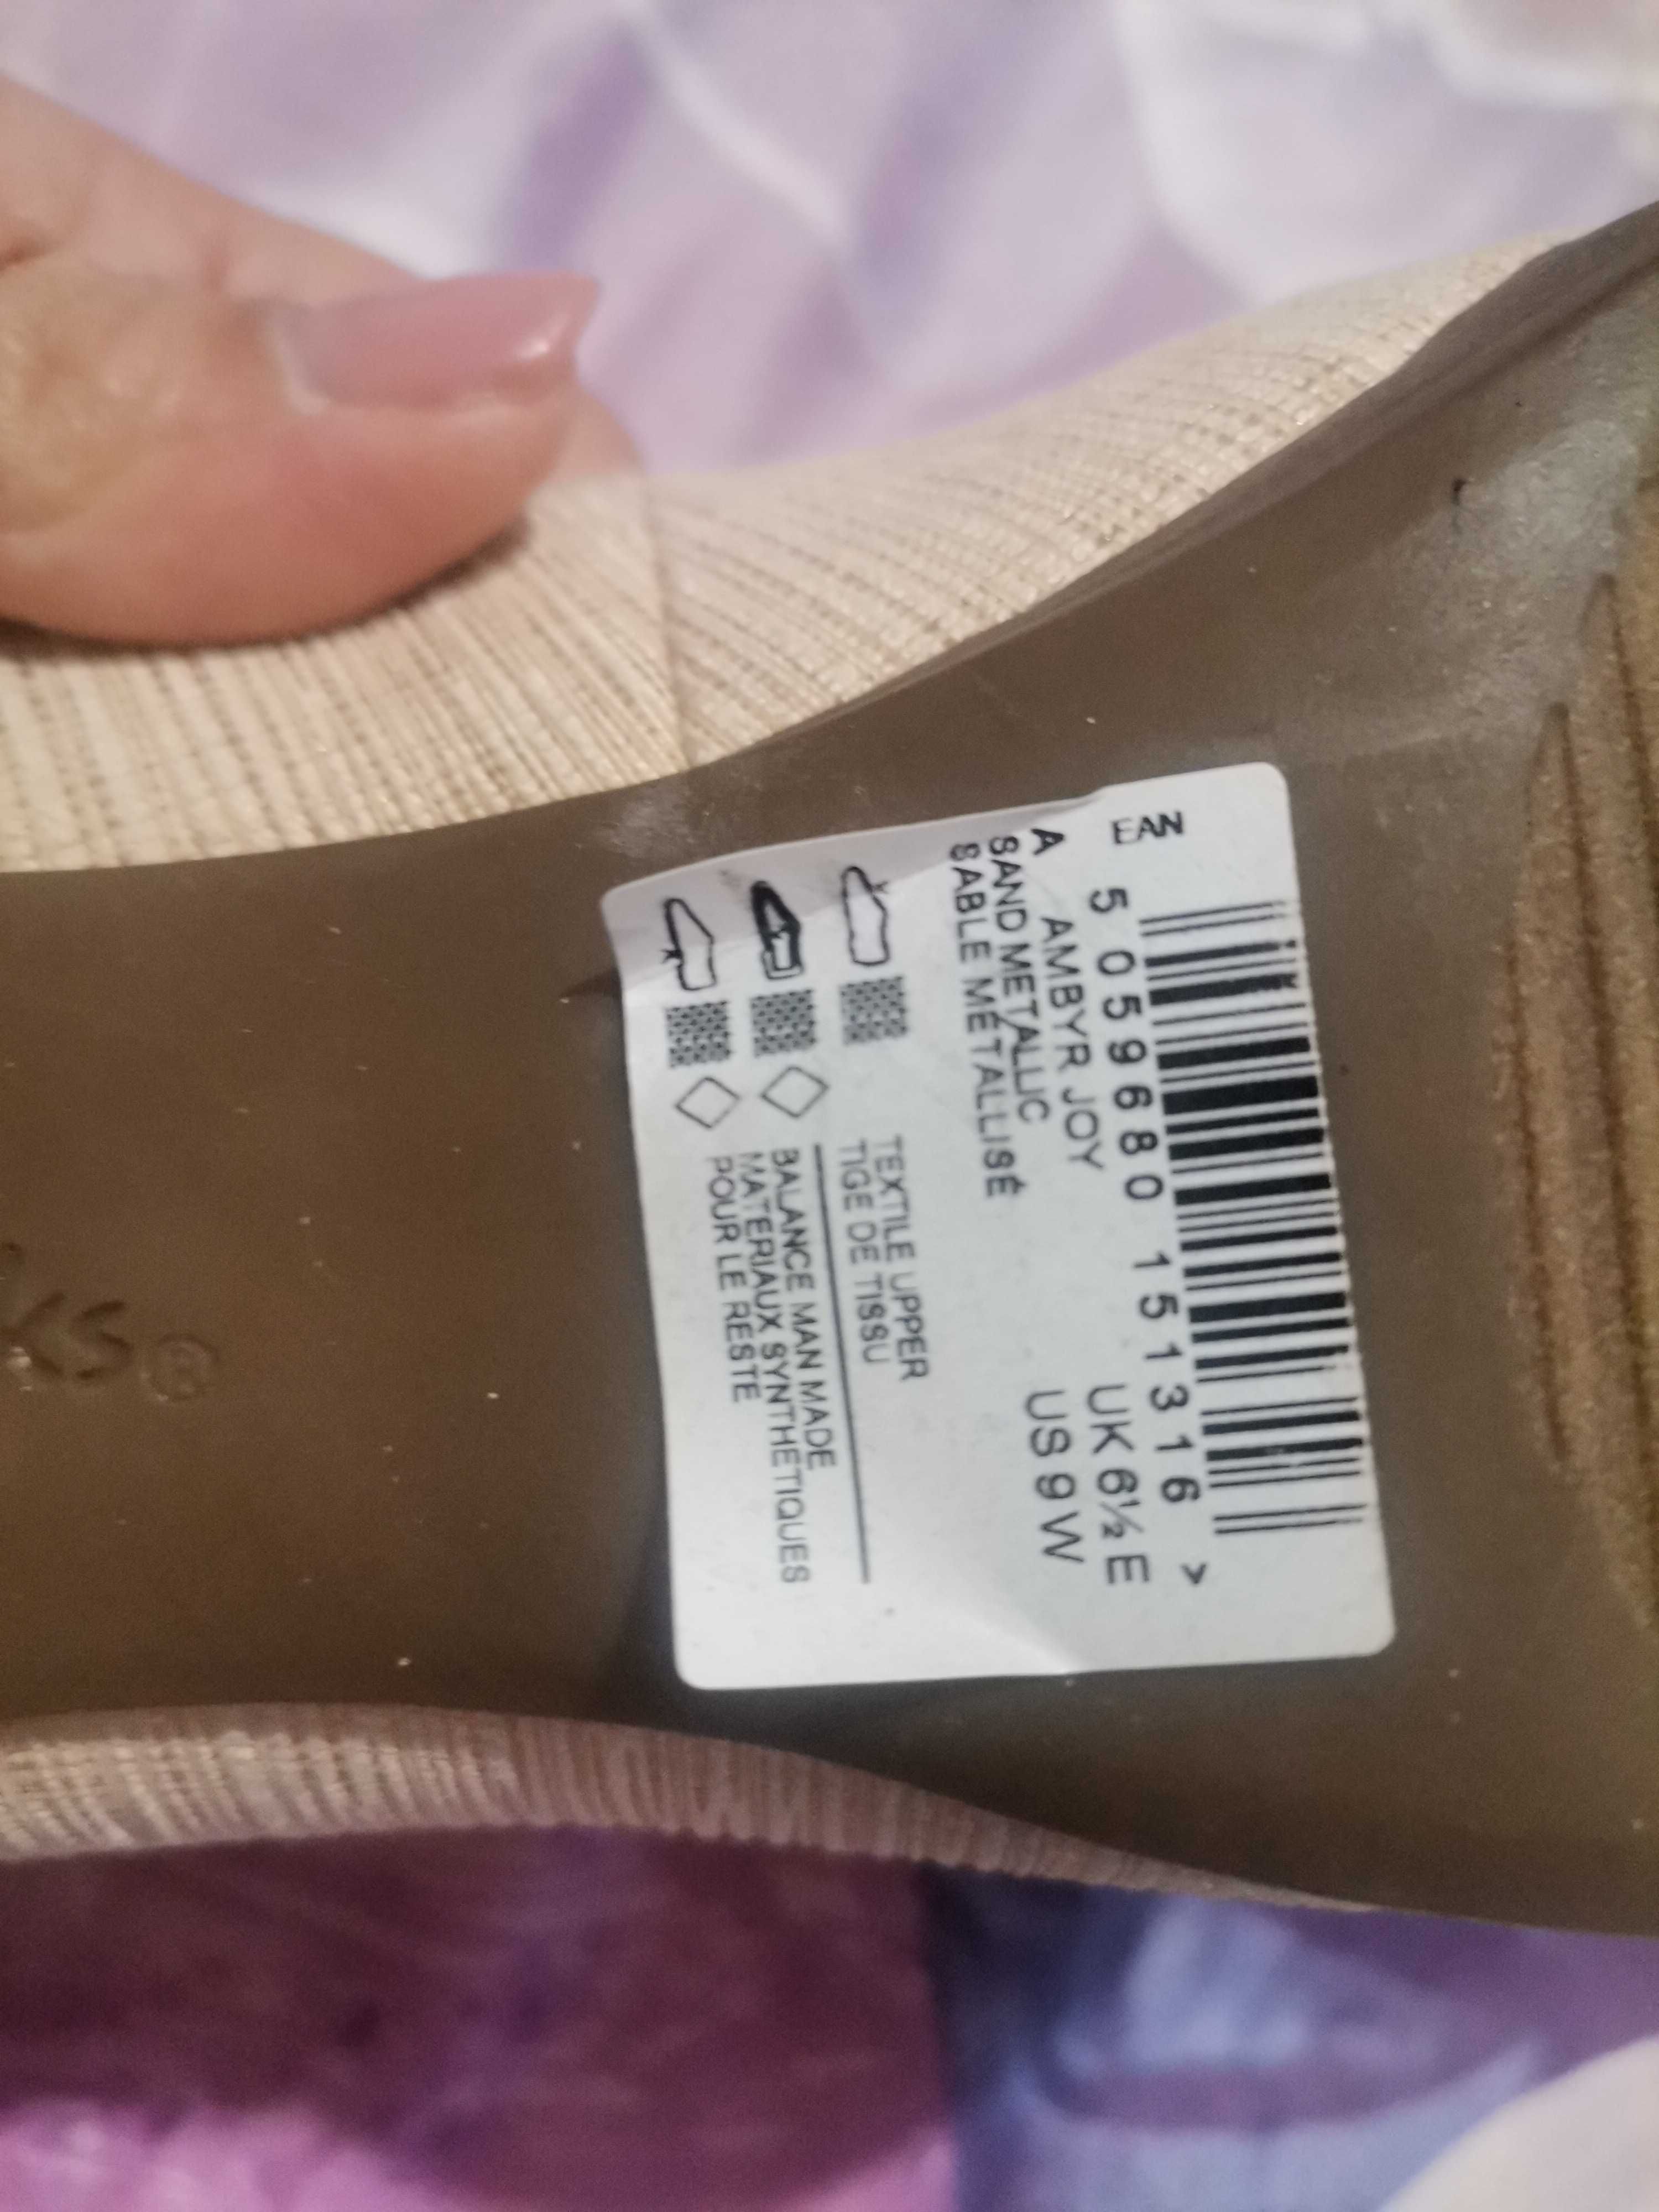 EAN
5 059680 151316 >
A AMBYR JOY UK 6½ E
SAND METALLIC US 9 W
SABLE MÉTALLISÉ
TEXTILE UPPER
TIGE DE TISSU
BALANCE MAN MADE
MATERIAUX SYNTHETIQUES
POUR LE RESTE
ks®